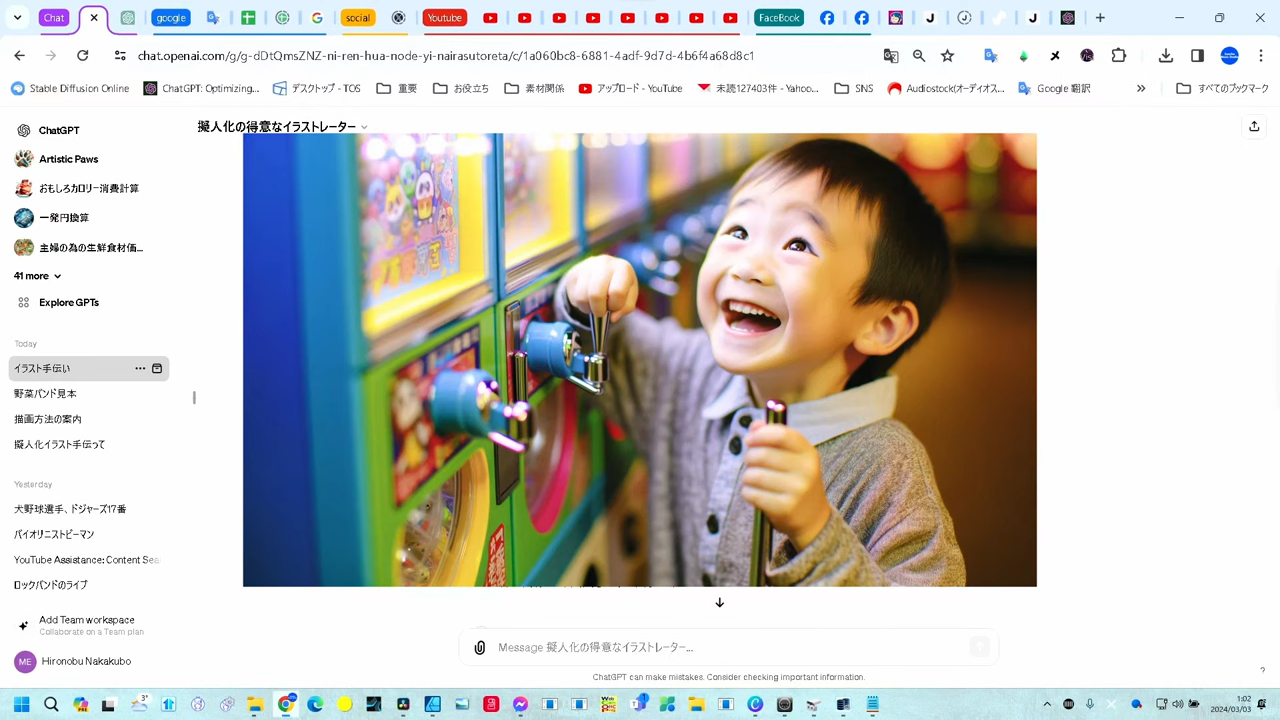 Chat
google
social
Youtube
FaceBook
chat.openai.com/g/g-dDtQmsZNZ-ni-ren-hua-node-yi-nairasutoreta/c/1a060bc8-6881-4adf-9d7d-4b6f4a68d8c1
Stable Diffusion Online
ChatGPT: Optimizing...
デスクトップ - TOS
重要
お役立ち
素材関係
アップロード - YouTube
未読127403件 - Yahoo...
SNS
Audiostock(オーディオス...
Google 翻訳
»
すべてのブックマーク
ChatGPT
擬人化の得意なイラストレーター
Artistic Paws
おもしろカロリー消費計算
一発円換算
主婦の為の生鮮食材価...
41 more
Explore GPTs
Today
イラスト手伝い
野菜バンド見本
描画方法の案内
擬人化イラスト手伝って
Yesterday
犬野球選手、ドジャーズ17番
バイオリニストピーマン
YouTube Assistance: Content Sea
ロックバンドのライブ
Add Team workspace
Collaborate on a Team plan
ME
Hironobu Nakakubo
Message 擬人化の得意なイラストレーター...
ChatGPT can make mistakes. Consider checking important information.
?
3°
1:02
2024/03/03